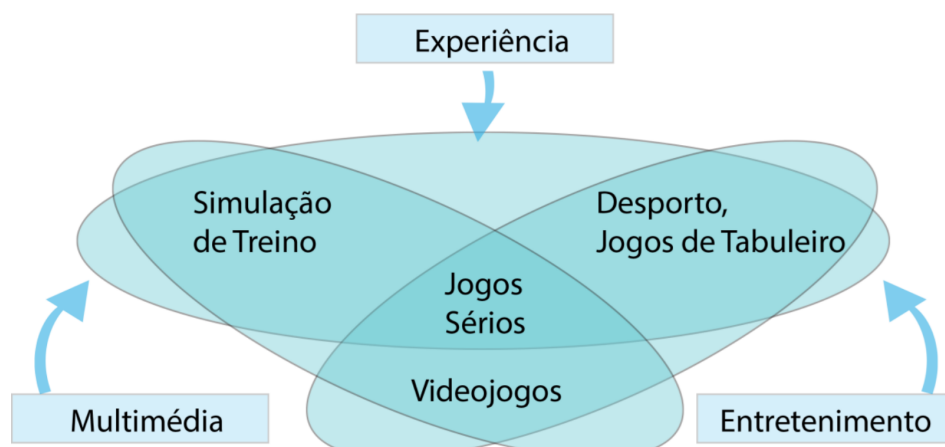 Experiência
Simulação
de Treino
Desporto,
Jogos de Tabuleiro
Jogos
Sérios
Videojogos
Multimédia
Entretenimento